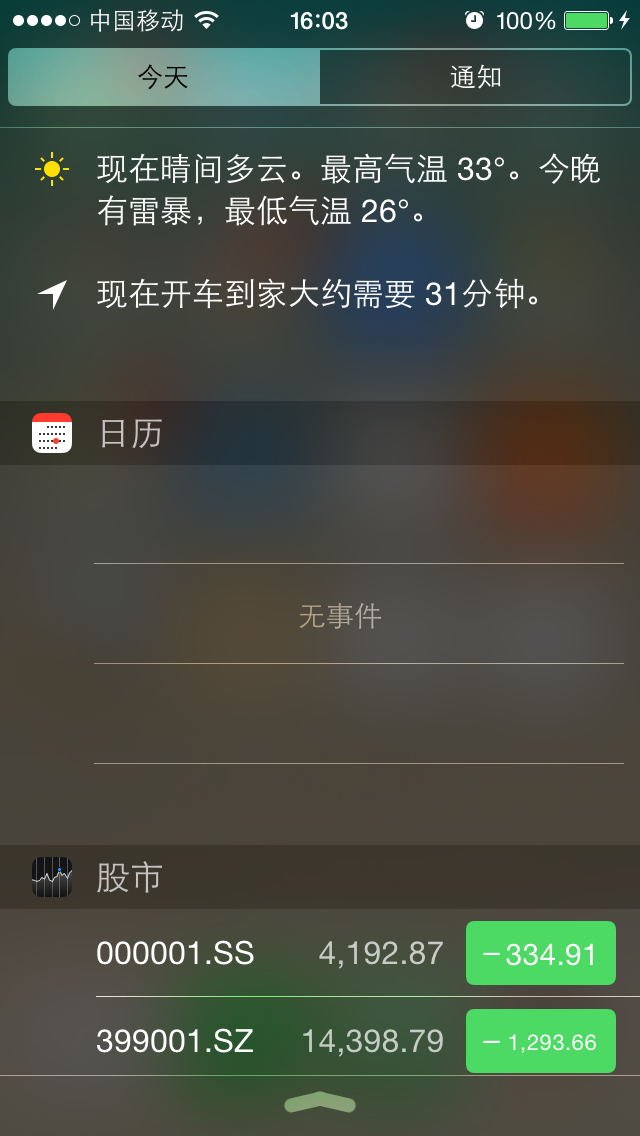 中国移动 16:03 100%
今天 通知
现在晴间多云。最高气温 33°。今晚
有雷暴，最低气温 26°。
现在开车到家大约需要 31分钟。
日历
无事件
股市
000001.SS 4,192.87 −334.91
399001.SZ 14,398.79 −1,293.66